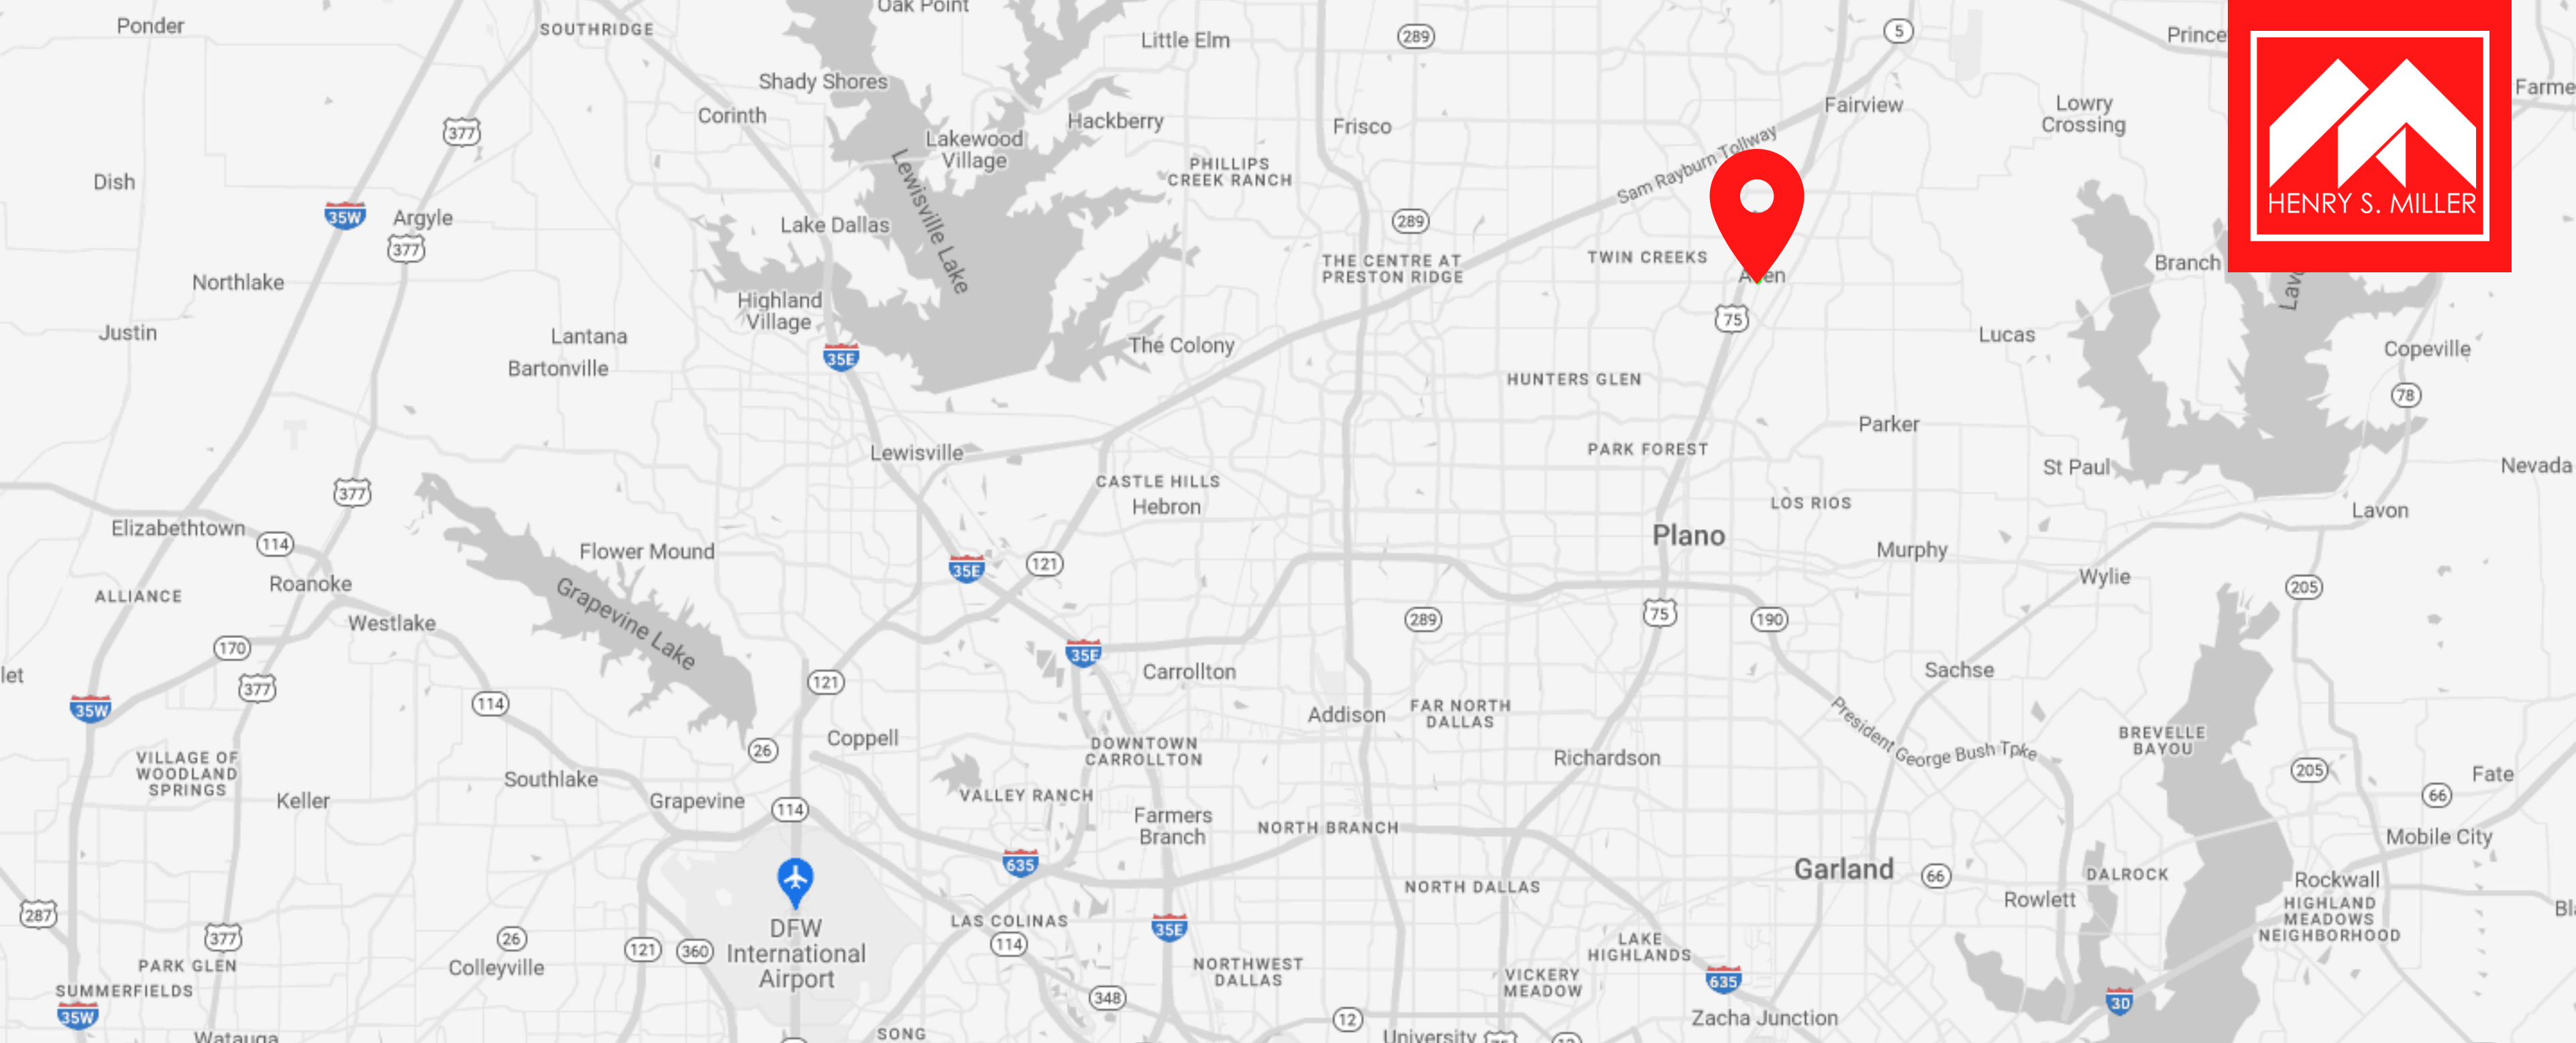 Oak Point
Ponder
SOUTHRIDGE
289
5
Little Elm
Shady Shores
Corinth
377
Lakewood
Village
Hackberry
Frisco
Fairview
Lowry
Crossing
Sam Rayburn Tollway
HENRY S. MILLER
Dish
PHILLIPS
CREEK RANCH
35W
Argyle
377
Lake Dallas
Lewisville Lake
289
Northlake
Highland
Village
THE CENTRE AT
PRESTON RIDGE
TWIN CREEKS
Branch
75
Justin
Lantana
Bartonville
35E
The Colony
Lucas
Copeville
HUNTERS GLEN
78
Parker
Lewisville
PARK FOREST
St Paul
Nevada
377
CASTLE HILLS
Hebron
LOS RIOS
Lavon
Elizabethtown
114
Flower Mound
Plano
Murphy
35E
121
Wylie
205
Roanoke
ALLIANCE
Grapevine Lake
Westlake
289
75
190
170
35E
Carrollton
Sachse
377
121
35W
114
Addison
FAR NORTH
DALLAS
President George Bush Tpke
BREVELLE
BAYOU
26
Coppell
DOWNTOWN
CARROLLTON
Richardson
VILLAGE OF
WOODLAND
SPRINGS
Southlake
205
Fate
66
Keller
Grapevine
114
VALLEY RANCH
Farmers
Branch
NORTH BRANCH
Mobile City
635
Garland
66
DALROCK
Rockwall
NORTH DALLAS
Rowlett
HIGHLAND
MEADOWS
NEIGHBORHOOD
287
DFW
International
Airport
LAS COLINAS
114
35E
377
26
121
360
LAKE
HIGHLANDS
PARK GLEN
Colleyville
NORTHWEST
DALLAS
VICKERY
MEADOW
635
SUMMERFIELDS
35W
348
12
Zacha Junction
Watauga
SONG
University